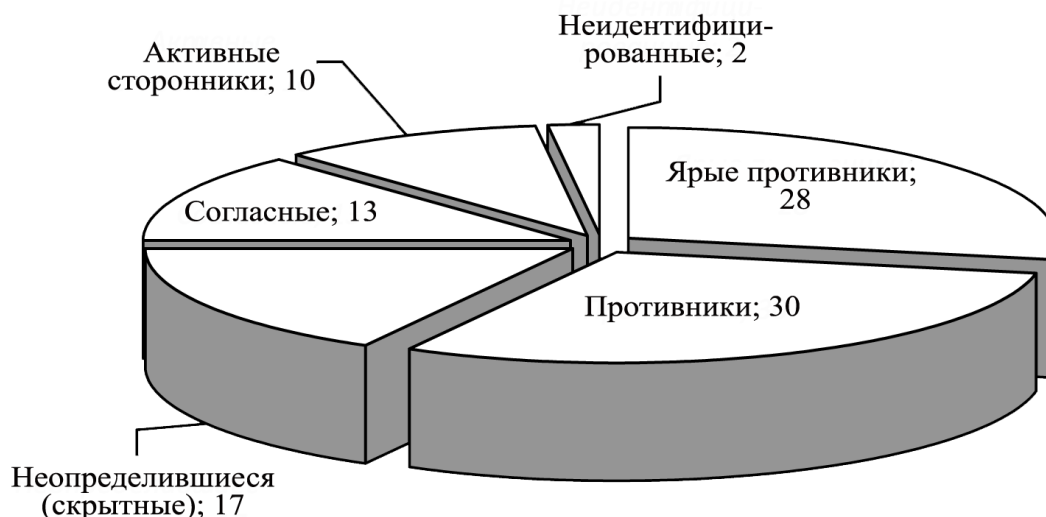 Неидентифици-
рованные; 2
Активные
сторонники; 10
Ярые противники;
28
Согласные; 13
Противники; 30
Неопределившиеся
(скрытные); 17